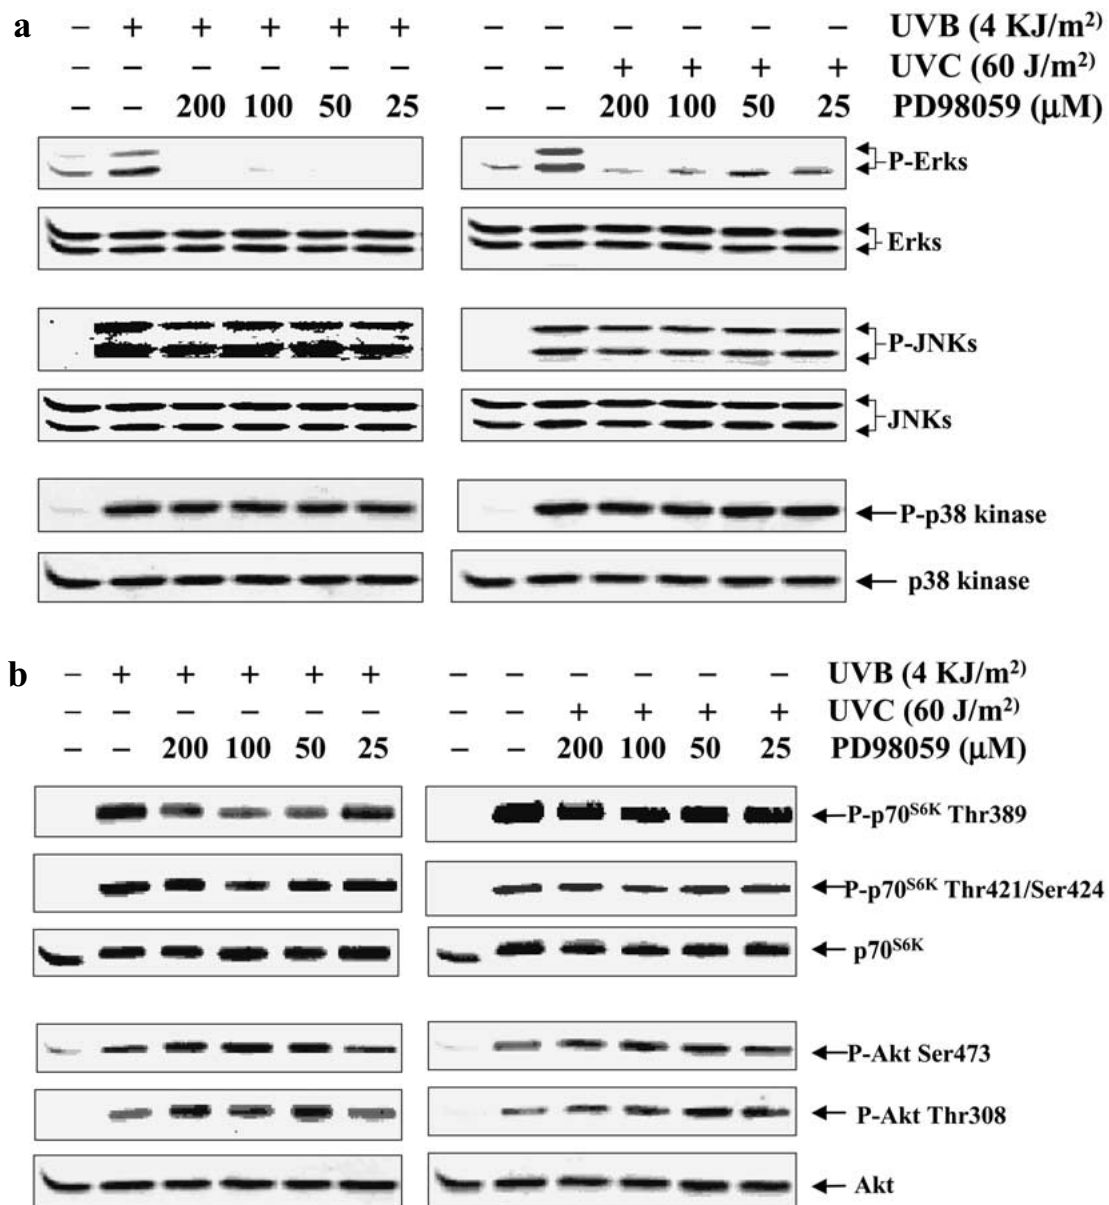 a – + + + + + – – – – – – UVB (4 KJ/m²⁾
– – – – – – – – + + + + UVC (60 J/m²⁾
– – 200 100 50 25 – – 200 100 50 25 PD98059 (μM)
P-Erks
Erks
P-JNKs
JNKs
P-p38 kinase
p38 kinase
b – + + + + + – – – – – – UVB (4 KJ/m²⁾
– – – – – – – – + + + + UVC (60 J/m²⁾
– – 200 100 50 25 – – 200 100 50 25 PD98059 (μM)
P-p70ˢ⁶ᴷ Thr389
P-p70ˢ⁶ᴷ Thr421/Ser424
p70ˢ⁶ᴷ
P-Akt Ser473
P-Akt Thr308
Akt